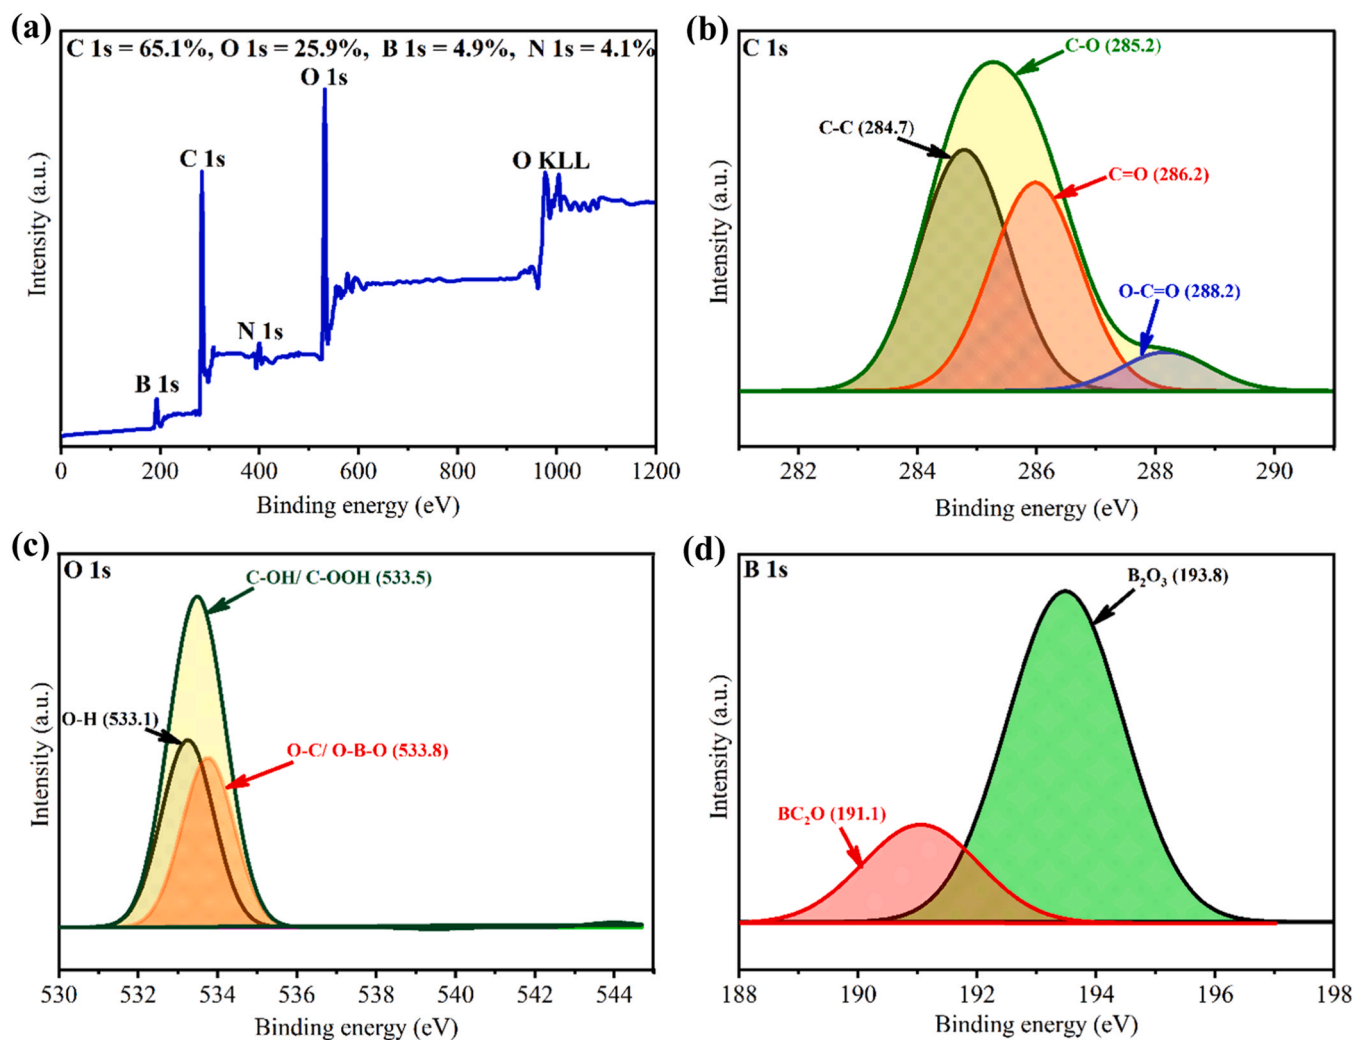 (a)
C 1s = 65.1%, O 1s = 25.9%, B 1s = 4.9%, N 1s = 4.1%
O 1s
C 1s
O KLL
N 1s
B 1s
Intensity (a.u.)
0 200 400 600 800 1000 1200
Binding energy (eV)
(b)
C 1s
C-O (285.2)
C-C (284.7)
C=O (286.2)
O-C=O (288.2)
Intensity (a.u.)
282 284 286 288 290
Binding energy (eV)
(c)
O 1s
C-OH/ C-OOH (533.5)
O-H (533.1)
O-C/ O-B-O (533.8)
Intensity (a.u.)
530 532 534 536 538 540 542 544
Binding energy (eV)
(d)
B 1s
B₂O₃ (193.8)
BC₂O (191.1)
Intensity (a.u.)
188 190 192 194 196 198
Binding energy (eV)